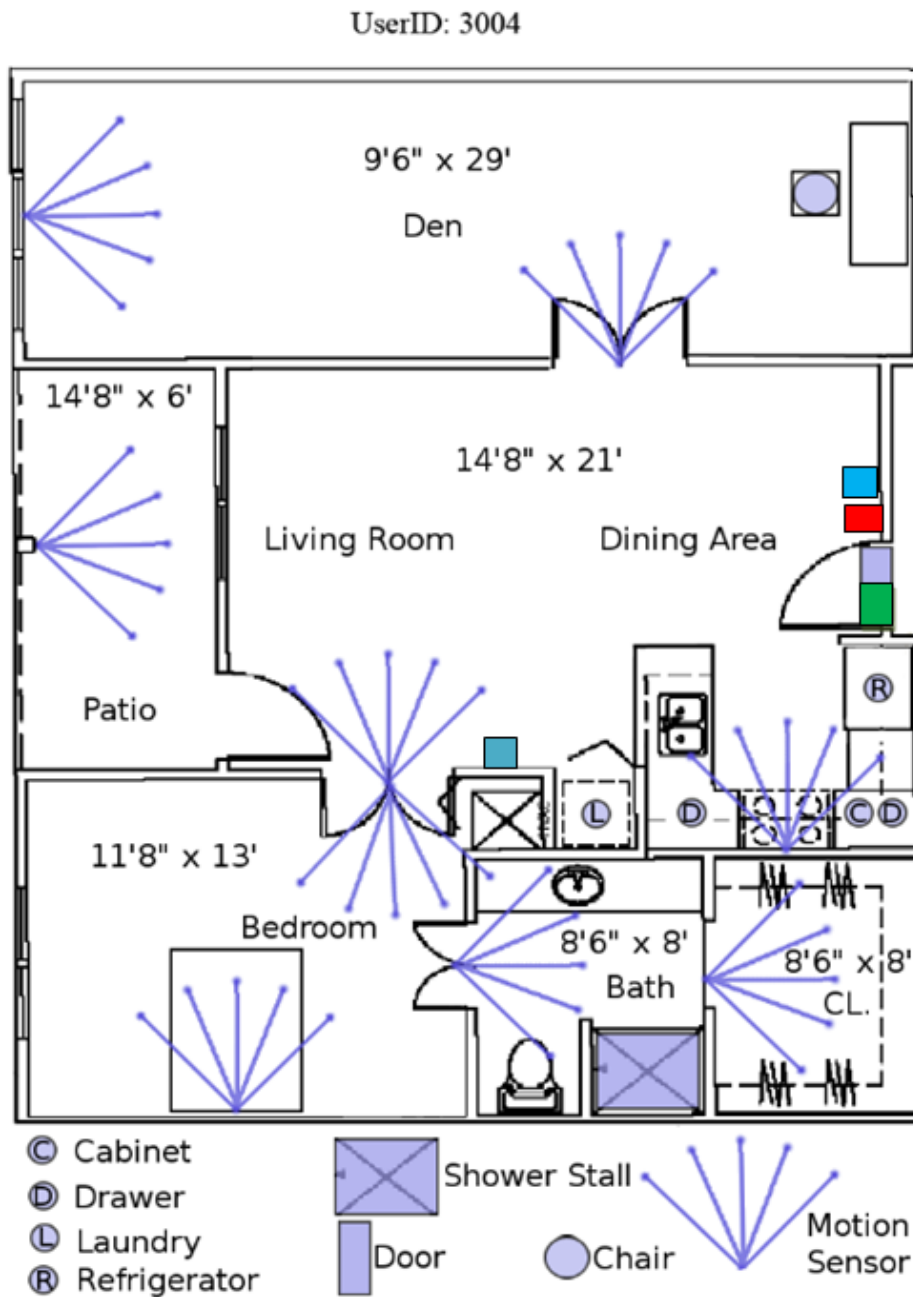 UserID: 3004
9'6" x 29'
Den
14'8" x 6'
14'8" x 21'
Living Room
Dining Area
Patio
R
L
D
C
D
11'8" x 13'
Bedroom
8'6" x 8'
Bath
8'6" x 8'
CL.
C Cabinet
D Drawer
L Laundry
R Refrigerator
Shower Stall
Door
Chair
Motion
Sensor